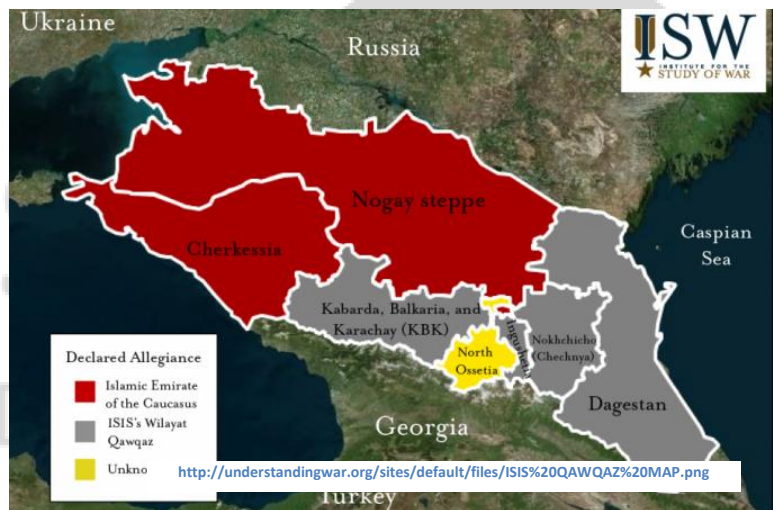 Ukraine
Russia
ISW
INSTITUTE FOR THE
STUDY OF WAR
Nogay steppe
Cherkessia
Caspian
Sea
Kabarda, Balkaria, and
Karachay (KBK)
North
Ossetia
Ingushetia
Nokhchicho
(Chechnya)
Dagestan
Georgia
Declared Allegiance
Islamic Emirate
of the Caucasus
ISIS's Wilayat
Qawqaz
Unkno
http://understandingwar.org/sites/default/files/ISIS%20QAWQAZ%20MAP.png
Turkey